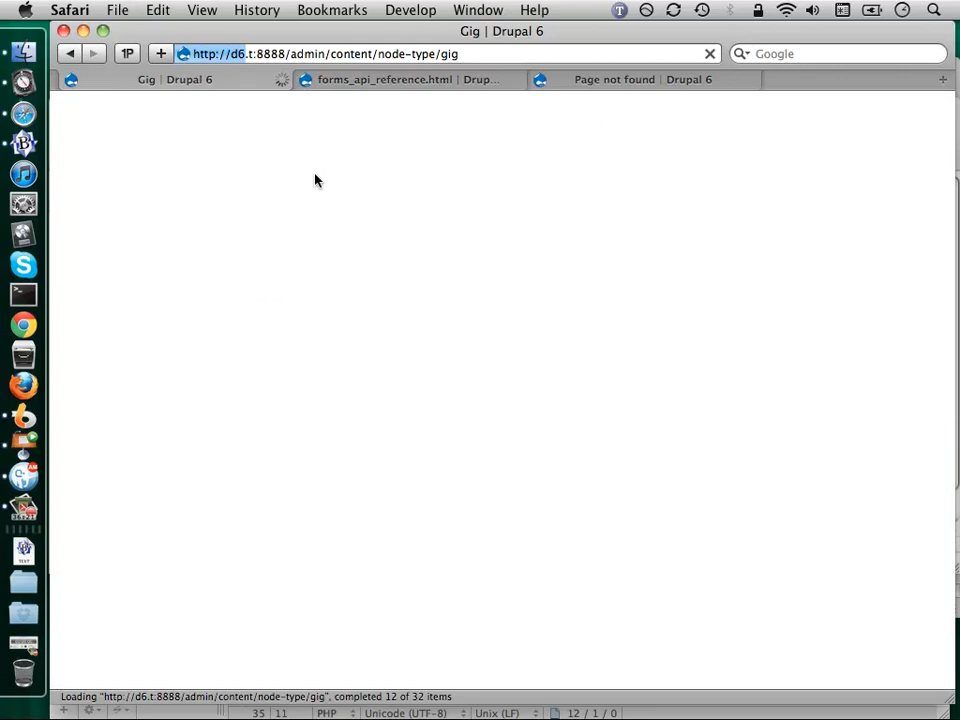 Safari File Edit View History Bookmarks Develop Window Help
Gig | Drupal 6
1P
http://d6.t:8888/admin/content/node-type/gig
Google
Gig | Drupal 6
forms_api_reference.html | Drup...
Page not found | Drupal 6
Loading "http://d6.t:8888/admin/content/node-type/gig", completed 12 of 32 items
35 11 PHP Unicode (UTF-8) Unix (LF) 12 / 1 / 0
TEXT